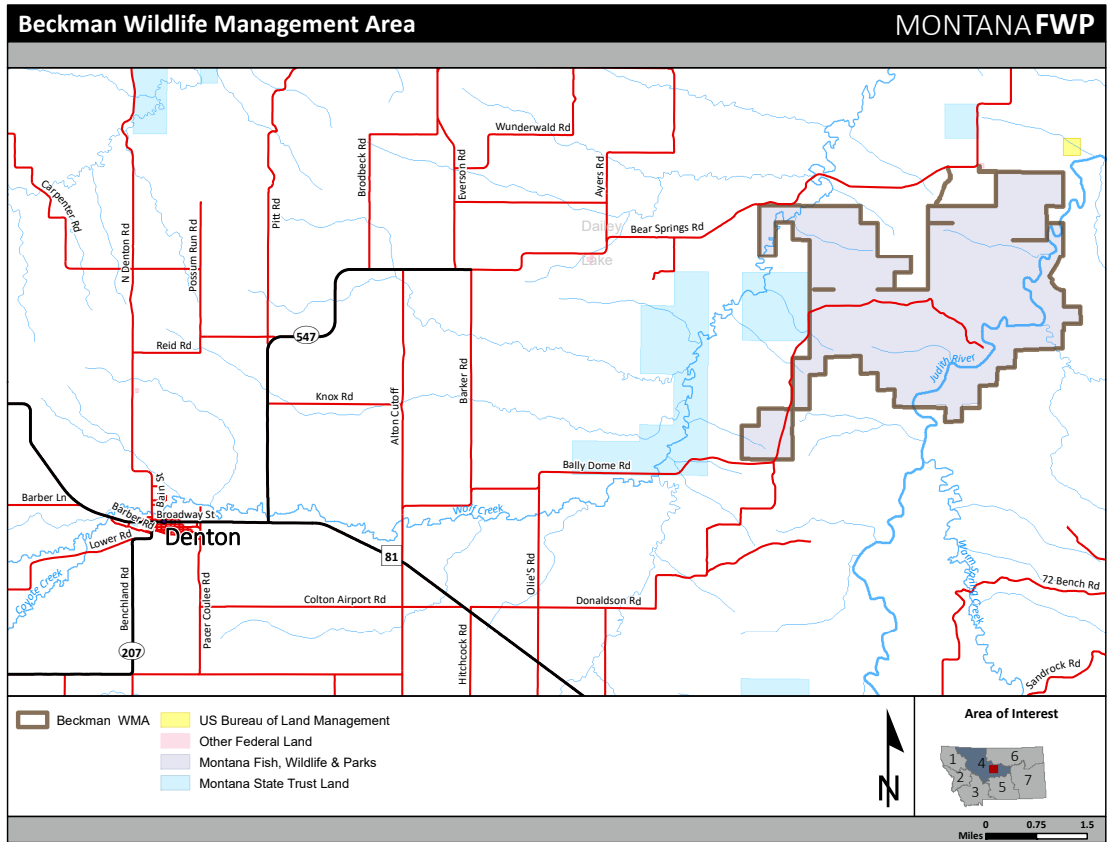 Beckman Wildlife Management Area
MONTANA FWP
Wunderwald Rd
Brodbeck Rd
Everson Rd
Ayers Rd
Carpenter Rd
N Denton Rd
Possum Run Rd
Pitt Rd
Dailey
Lake
Bear Springs Rd
547
Reid Rd
Knox Rd
Alton Cutoff
Barker Rd
Judith River
Bally Dome Rd
Barber Ln
Bain St
Barber Rd
Broadway St
Denton
Wolf Creek
Lower Rd
81
Coyote Creek
Benchland Rd
Pacer Coulee Rd
Colton Airport Rd
Olie'S Rd
Donaldson Rd
Hitchcock Rd
207
Warm Spring Creek
72 Bench Rd
Sandrock Rd
Beckman WMA
US Bureau of Land Management
Other Federal Land
Montana Fish, Wildlife & Parks
Montana State Trust Land
N
Area of Interest
1
2
3
4
5
6
7
0 0.75 1.5
Miles